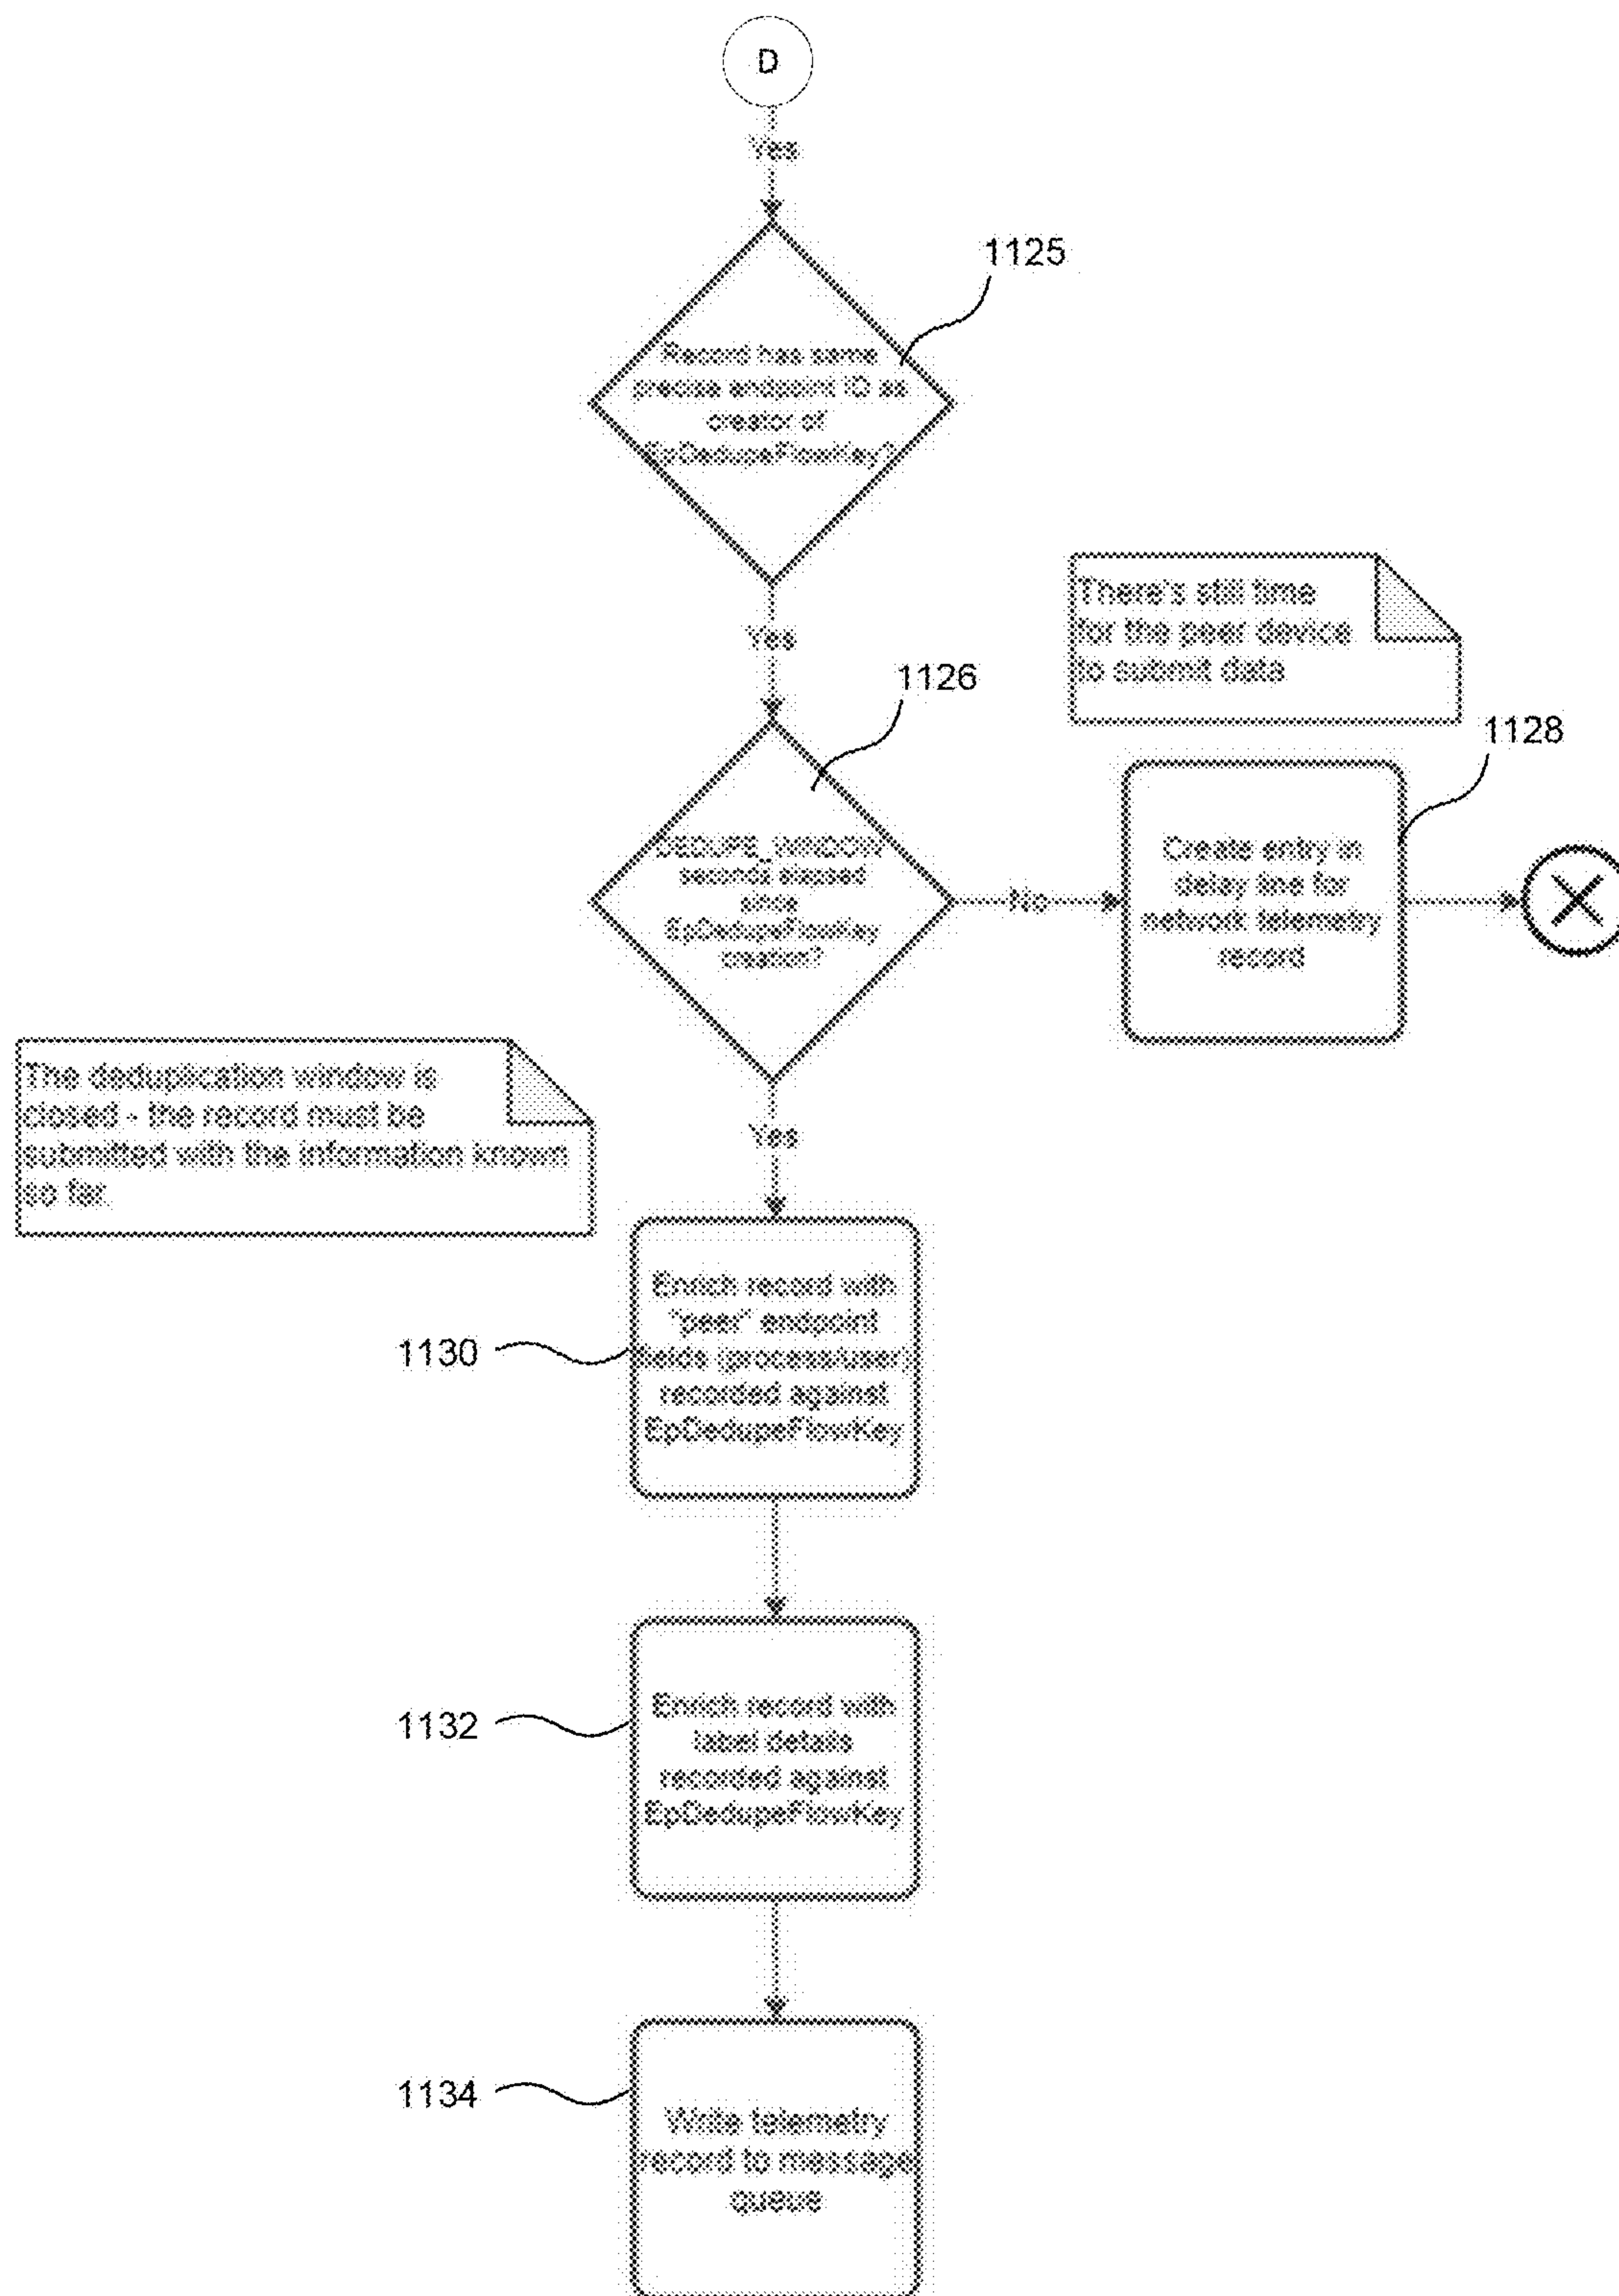 D
Yes
1125
Record has same
precise endpoint ID as
creator of
EpDedupeFlowKey?
Yes
There's still time
for the peer device
to submit data
1126
1128
DEDUPE_WINDOW
seconds elapsed
since
EpDedupeFlowKey
creation?
No
Create entry in
delay line for
network telemetry
record
The deduplication window is
closed - the record must be
submitted with the information known
so far.
Yes
1130
Enrich record with
"peer" endpoint
fields (process/user)
recorded against
EpDedupeFlowKey
1132
Enrich record with
label details
recorded against
EpDedupeFlowKey
1134
Write telemetry
record to message
queue